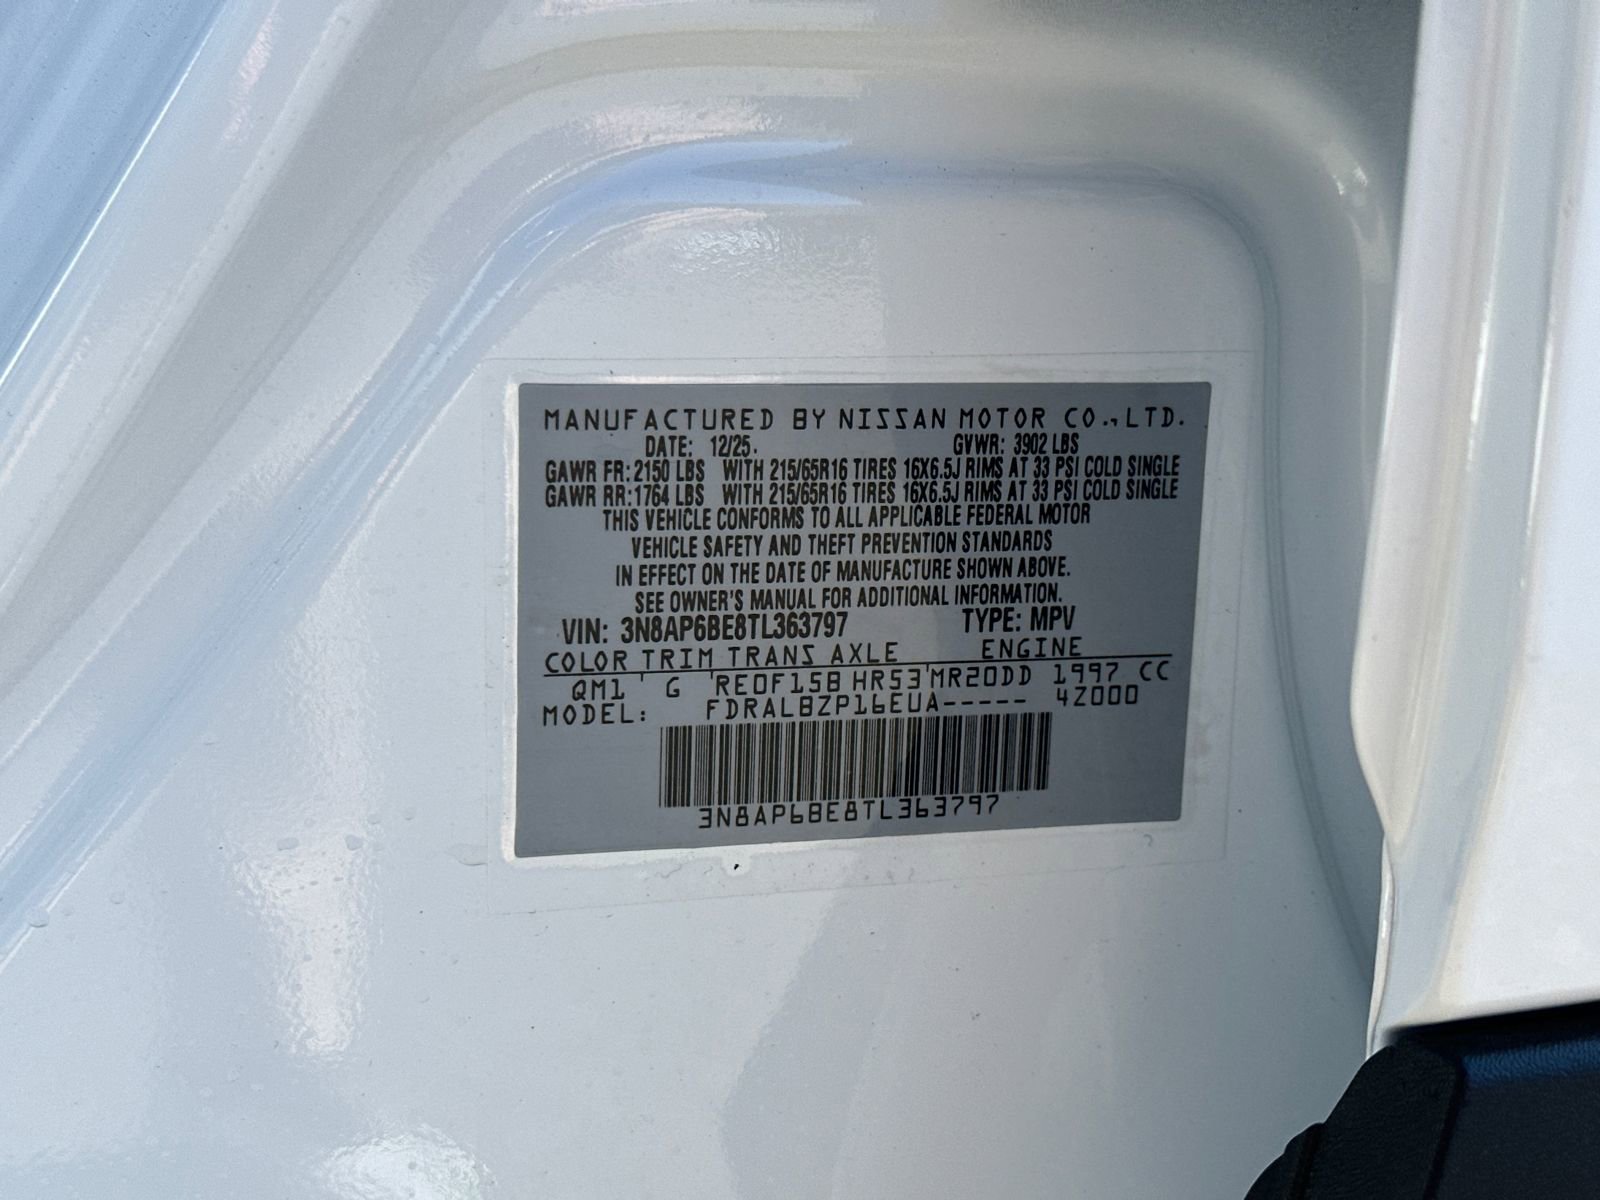 MANUFACTURED BY NISSAN MOTOR CO.,LTD.
DATE: 12/25. GVWR: 3902 LBS
GAWR FR: 2150 LBS WITH 215/65R16 TIRES 16X6.5J RIMS AT 33 PSI COLD SINGLE
GAWR RR: 1764 LBS WITH 215/65R16 TIRES 16X6.5J RIMS AT 33 PSI COLD SINGLE
THIS VEHICLE CONFORMS TO ALL APPLICABLE FEDERAL MOTOR
VEHICLE SAFETY AND THEFT PREVENTION STANDARDS
IN EFFECT ON THE DATE OF MANUFACTURE SHOWN ABOVE.
SEE OWNER'S MANUAL FOR ADDITIONAL INFORMATION.
VIN: 3N8AP6BE8TL363797 TYPE: MPV
COLOR TRIM TRANS AXLE ENGINE
QM1 ' G 'RE0F15B HR53'MR20DD 1997 CC
MODEL: FDRALBZP16EUA----- 4Z000
3N8AP6BE8TL363797